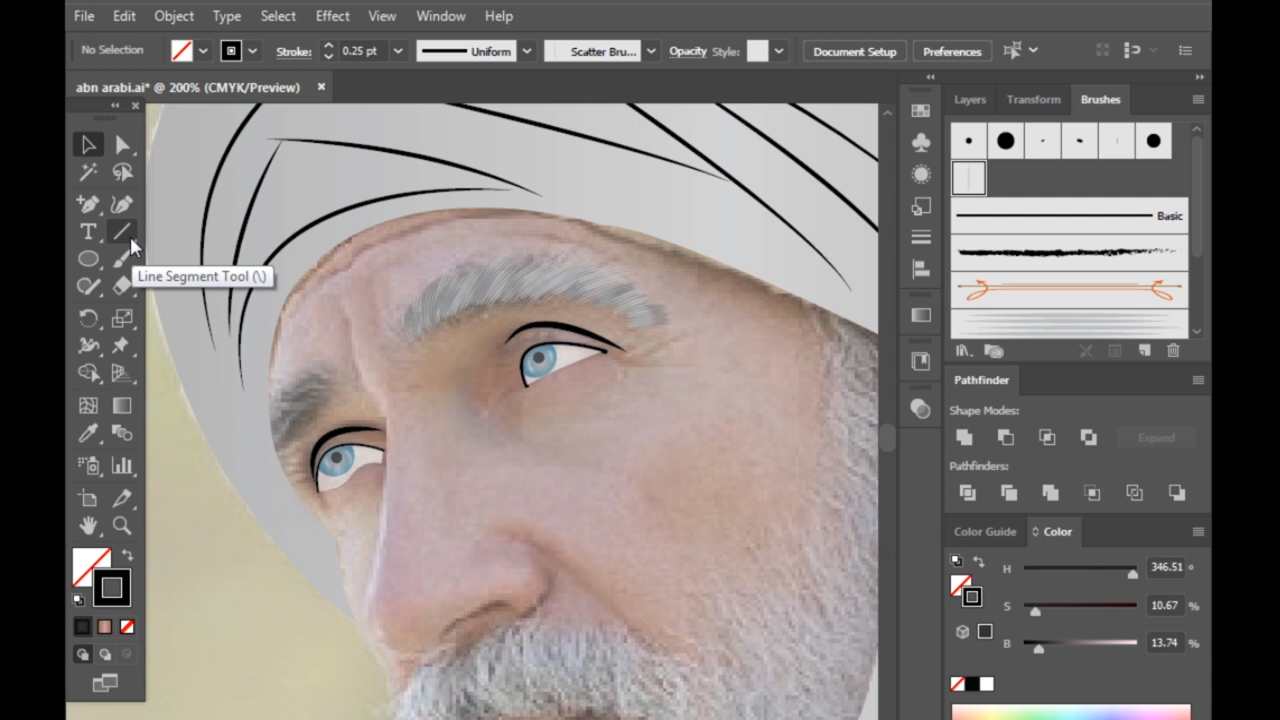 File Edit Object Type Select Effect View Window Help
No Selection Stroke: 0.25 pt Uniform Scatter Bru... Opacity Style: Document Setup Preferences
abn arabi.ai* @ 200% (CMYK/Preview)
Layers Transform Brushes
Basic
Line Segment Tool (\)
Pathfinder
Shape Modes:
Expand
Pathfinders:
Color Guide Color
H 346.51 °
S 10.67 %
B 13.74 %